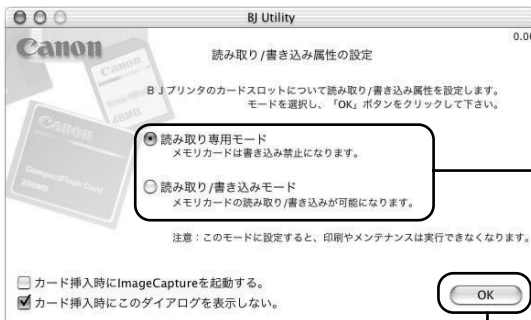 BJ Utility
Canon
0.00
読み取り/書き込み属性の設定
BJプリンタのカードスロットについて読み取り/書き込み属性を設定します。
モードを選択し、「OK」ボタンをクリックして下さい。
Canon
48MB
Canon
CompactFlash Card
256MB
読み取り専用モード
メモリカードは書き込み禁止になります。
読み取り/書き込みモード
メモリカードの読み取り/書き込みが可能になります。
注意：このモードに設定すると、印刷やメンテナンスは実行できなくなります。
カード挿入時にImageCaptureを起動する。
カード挿入時にこのダイアログを表示しない。
OK